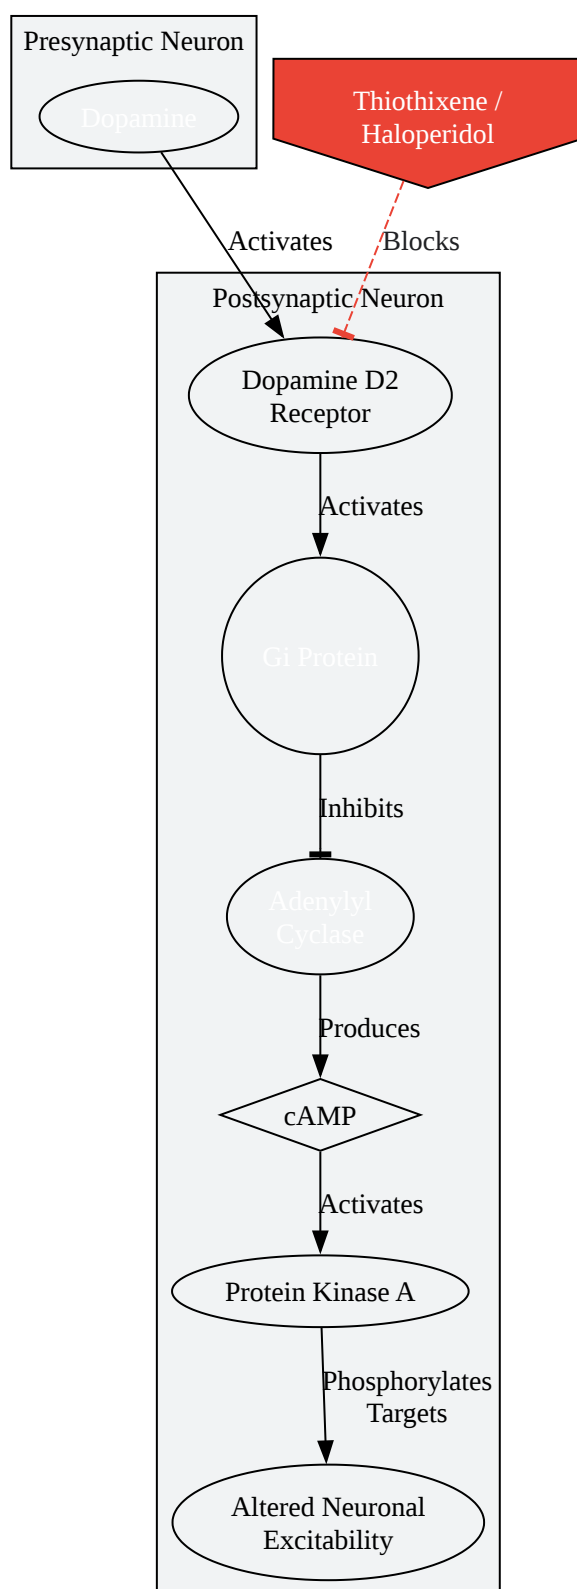 Presynaptic Neuron
Dopamine
Thiothixene /
Haloperidol
Activates
Blocks
Postsynaptic Neuron
Dopamine D2
Receptor
Activates
Gi Protein
Inhibits
Adenylyl
Cyclase
Produces
cAMP
Activates
Protein Kinase A
Phosphorylates
Targets
Altered Neuronal
Excitability